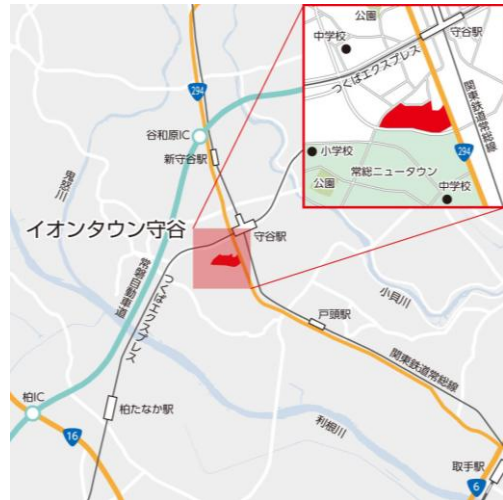 公園
守谷駅
中学校
つくばエクスプレス
関東鉄道常総線
294
小学校
常総ニュータウン
公園
中学校
294
谷和原IC
新守谷駅
鬼怒川
イオンタウン守谷
守谷駅
常磐自動車道
つくばエクスプレス
小貝川
戸頭駅
関東鉄道常総線
柏IC
柏たなか駅
16
利根川
取手駅
6